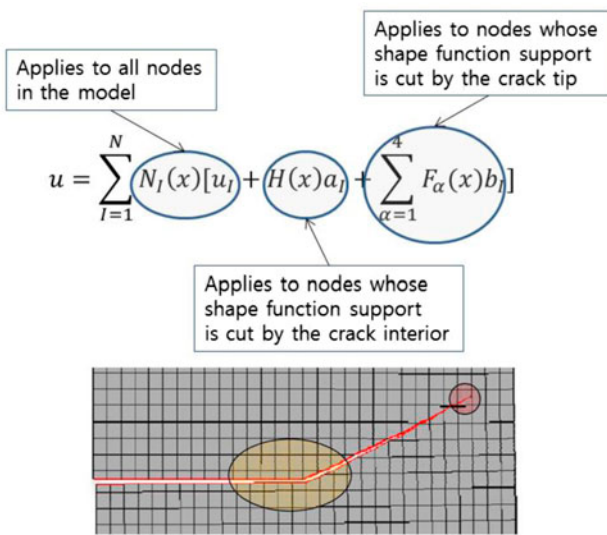 Applies to nodes whose
shape function support
is cut by the crack tip
Applies to all nodes
in the model
u = \sum_{I=1}^{N} N_I(x)[u_I + H(x)a_I + \sum_{α=1}^{4} F_α(x)b_I]
Applies to nodes whose
shape function support
is cut by the crack interior